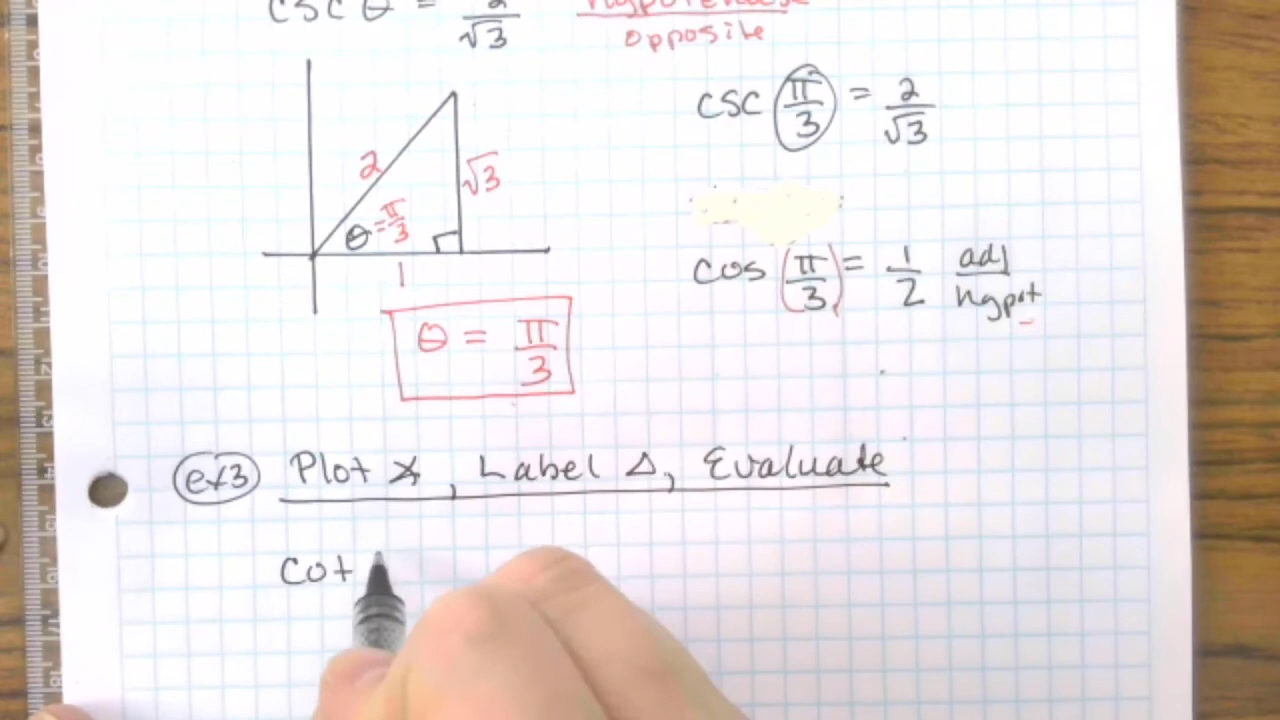 csc θ = 2/√3 hypotenuse/opposite
csc (π/3) = 2/√3
2
√3
θ = π/3
1
cos (π/3) = 1/2 adj/hypot
θ = π/3
ex3 Plot ∡, Label Δ, Evaluate
cot